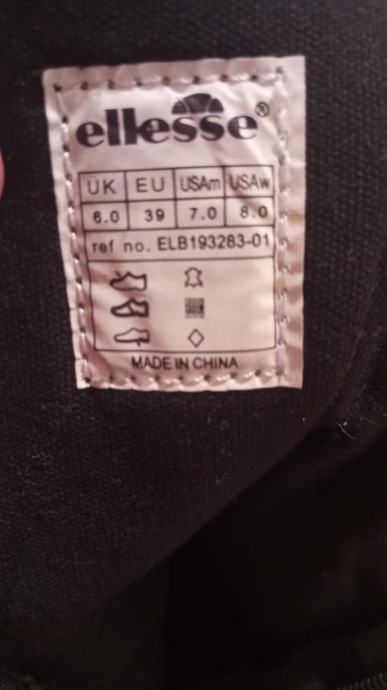 ellesse®
UK EU USAm USAw
6.0 39 7.0 8.0
ref no. ELB193283-01
MADE IN CHINA